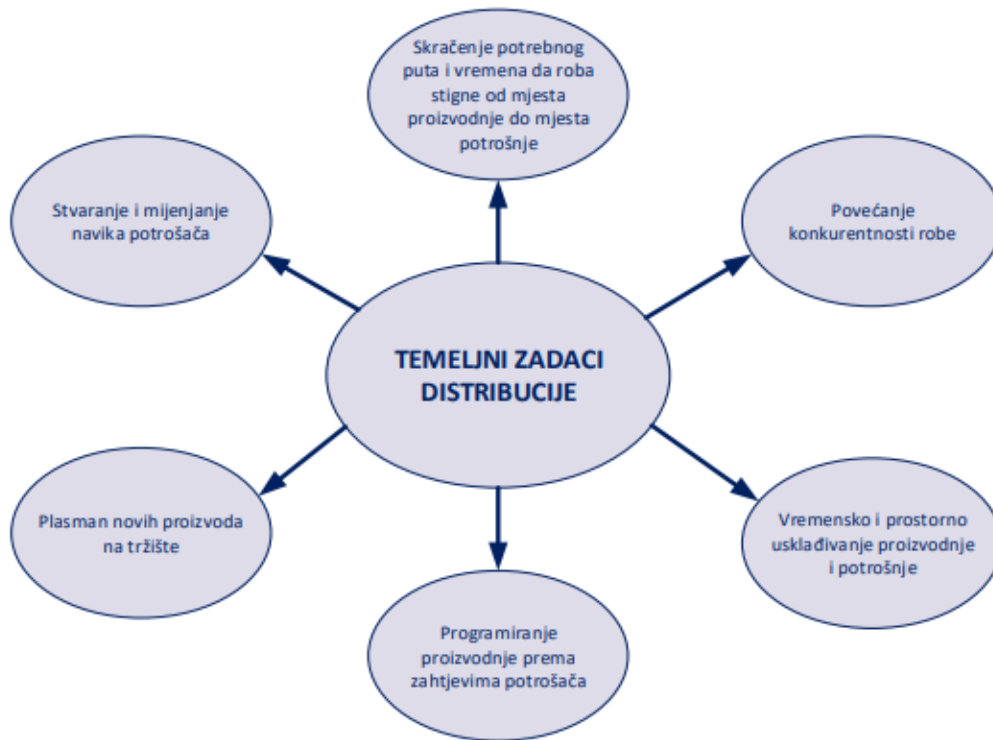 Skračenje potrebnog
puta i vremena da roba
stigne od mjesta
proizvodnje do mjesta
potrošnje
Stvaranje i mijenjanje
navika potrošača
Povećanje
konkurentnosti robe
TEMELJNI ZADACI
DISTRIBUCIJE
Plasman novih proizvoda
na tržište
Vremensko i prostorno
usklađivanje proizvodnje
i potrošnje
Programiranje
proizvodnje prema
zahtjevima potrošača